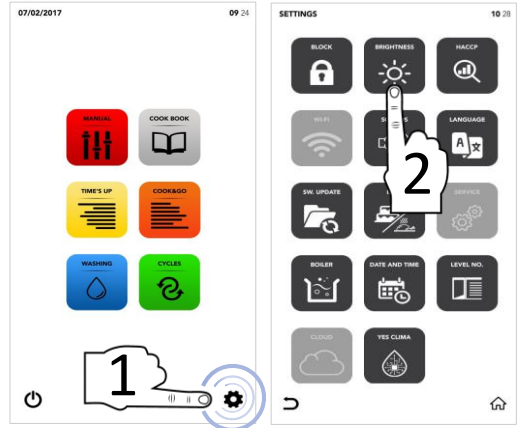 07/02/2017
09 24
MANUAL
COOK BOOK
TIME'S UP
COOK&GO
WASHING
CYCLES
1
SETTINGS
10 28
BLOCK
BRIGHTNESS
HACCP
WI-FI
LANGUAGE
A
2
SW. UPDATE
SERVICE
BOILER
DATE AND TIME
LEVEL NO.
CLOUD
YES CLIMA